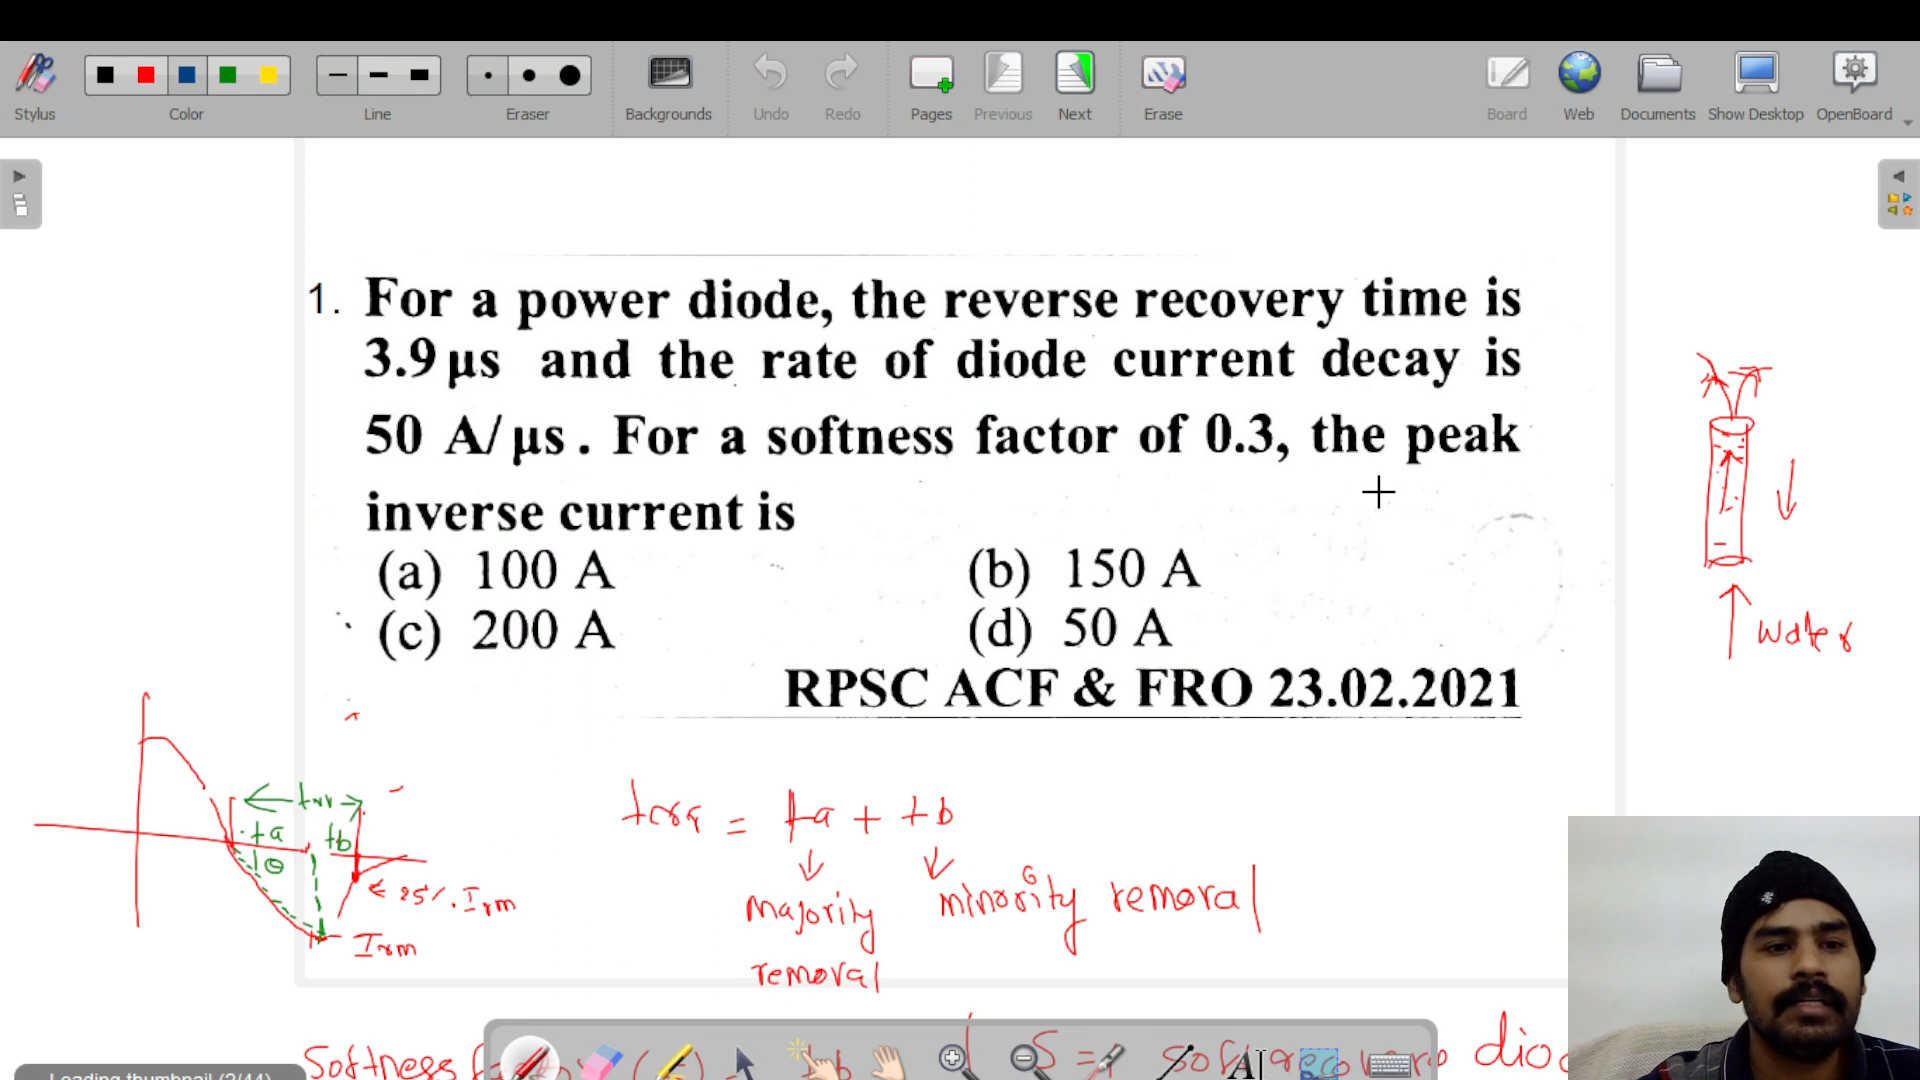 Stylus
Color
Line
Eraser
Backgrounds
Undo
Redo
Pages
Previous
Next
Erase
Board
Web
Documents
Show Desktop
OpenBoard
1. For a power diode, the reverse recovery time is
3.9 μs and the rate of diode current decay is
50 A/μs. For a softness factor of 0.3, the peak
inverse current is
(a) 100 A (b) 150 A
(c) 200 A (d) 50 A
RPSC ACF & FRO 23.02.2021
water
trr
ta tb
θ
25%. Irm
Irm
= ta + tb
majority
removal
minority removal
Softness
tb
S = 1
A